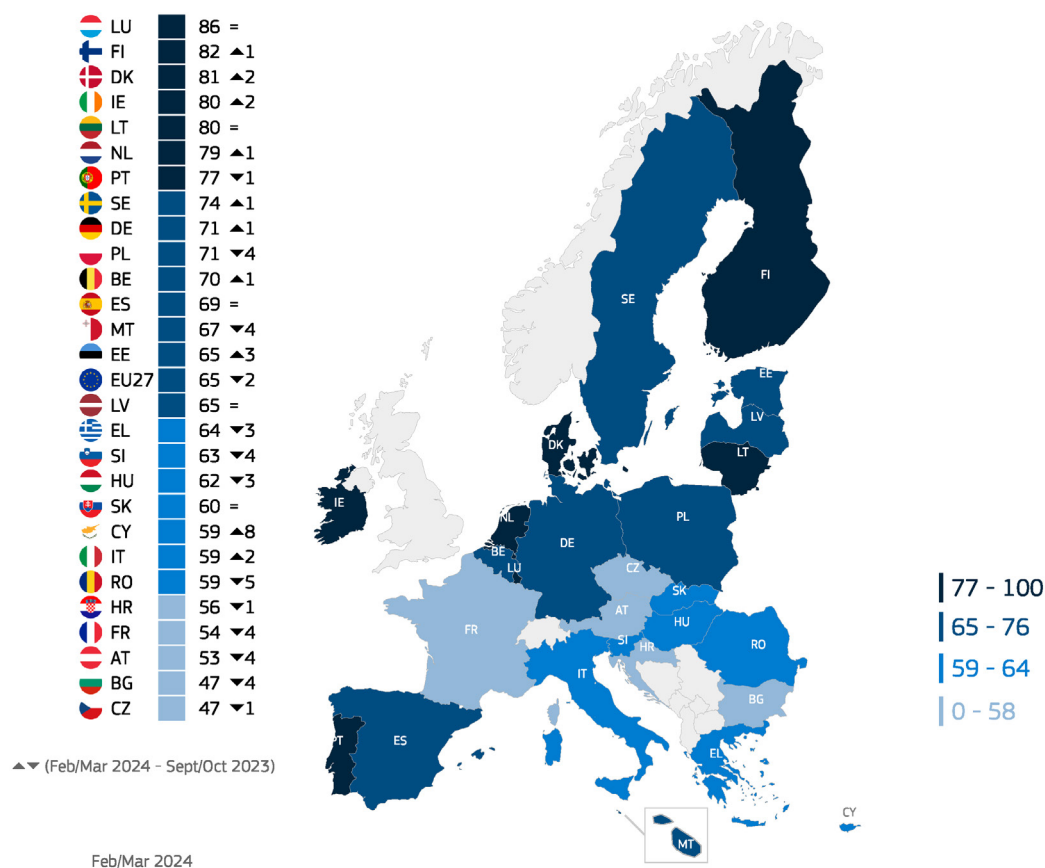 LU 86 =
FI 82 ▲1
DK 81 ▲2
IE 80 ▲2
LT 80 =
NL 79 ▲1
PT 77 ▼1
SE 74 ▲1
DE 71 ▲1
PL 71 ▼4
BE 70 ▲1
ES 69 =
MT 67 ▼4
EE 65 ▲3
EU27 65 ▼2
LV 65 =
EL 64 ▼3
SI 63 ▼4
HU 62 ▼3
SK 60 =
CY 59 ▲8
IT 59 ▲2
RO 59 ▼5
HR 56 ▼1
FR 54 ▼4
AT 53 ▼4
BG 47 ▼4
CZ 47 ▼1
▲▼ (Feb/Mar 2024 - Sept/Oct 2023)
Feb/Mar 2024
FI
SE
EE
LV
DK
LT
IE
NL
PL
BE
DE
LU
CZ
SK
AT
FR
HU
SI
HR
RO
IT
BG
PT
ES
EL
CY
MT
77 - 100
65 - 76
59 - 64
0 - 58